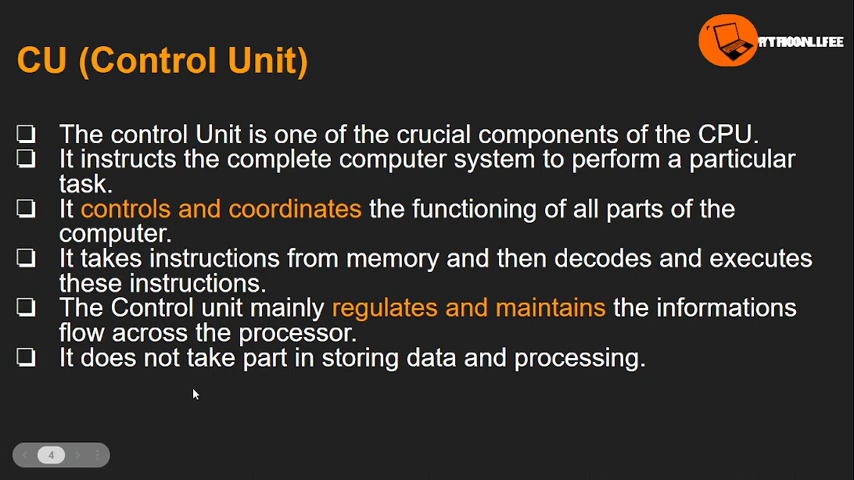 CU (Control Unit)
The control Unit is one of the crucial components of the CPU.
It instructs the complete computer system to perform a particular
task.
It controls and coordinates the functioning of all parts of the
computer.
It takes instructions from memory and then decodes and executes
these instructions.
The Control unit mainly regulates and maintains the informations
flow across the processor.
It does not take part in storing data and processing.
4